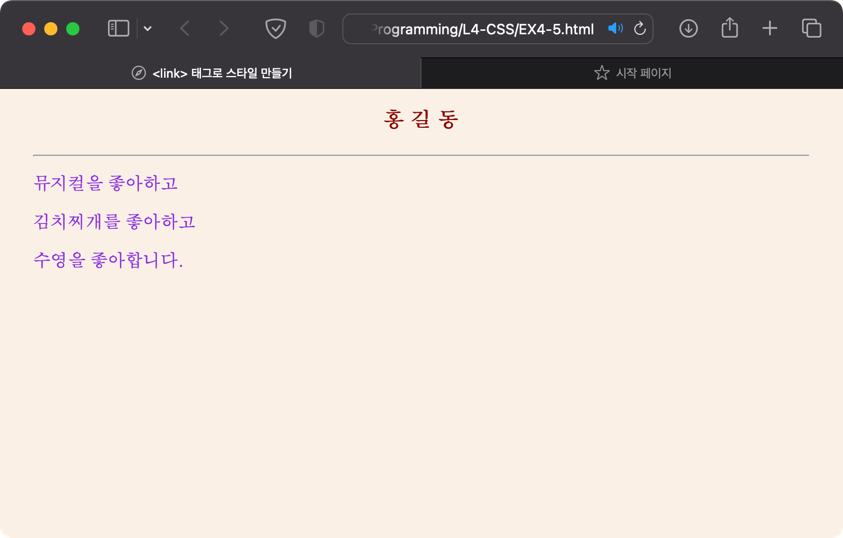 Programming/L4-CSS/EX4-5.html
<link> 태그로 스타일 만들기
시작 페이지
홍 길 동
뮤지컬을 좋아하고
김치찌개를 좋아하고
수영을 좋아합니다.